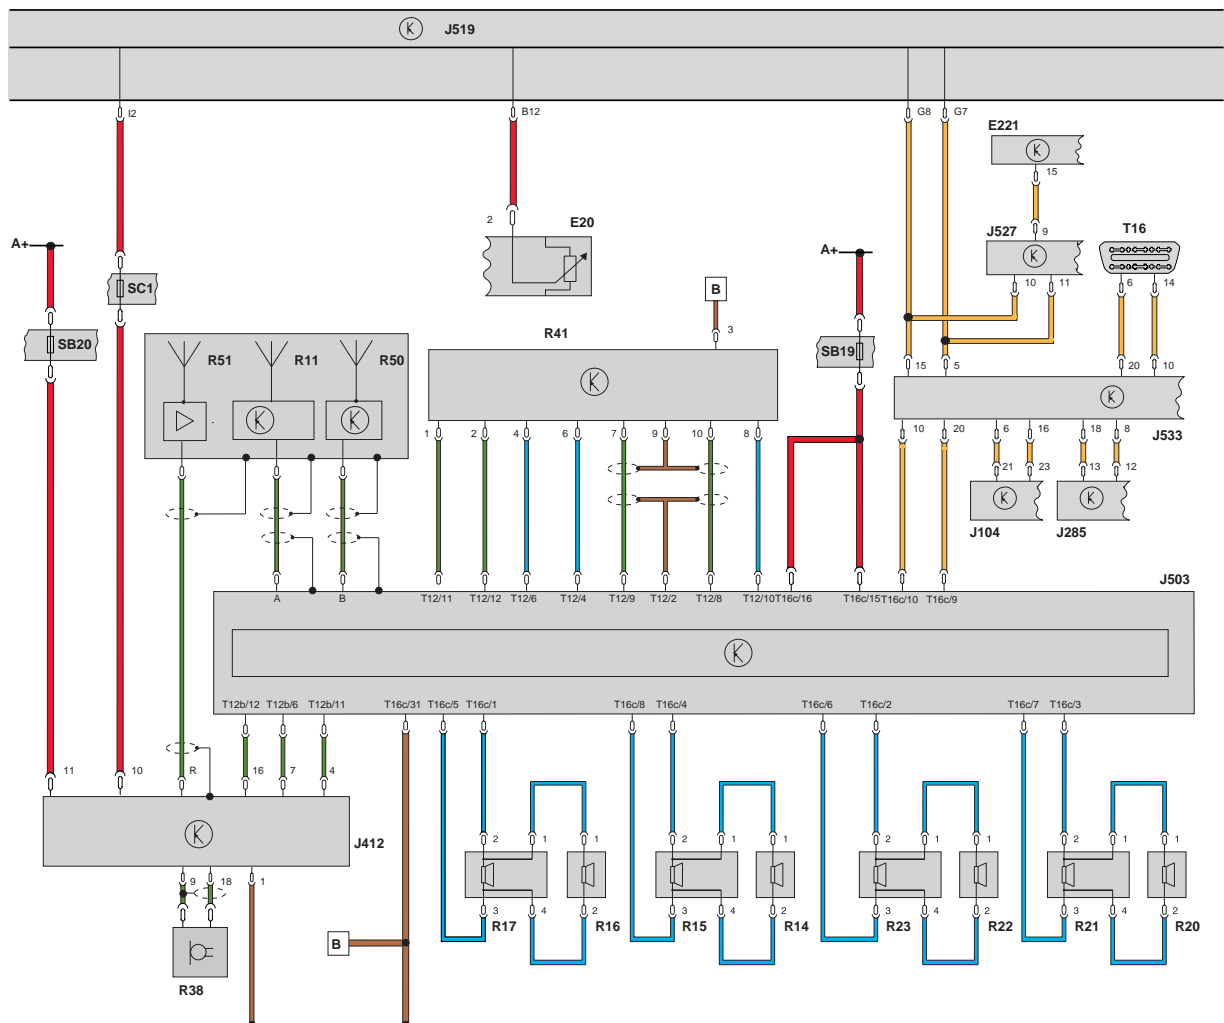 J519
I2
B12
G8
G7
E221
15
A+
2
E20
J527
9
T16
A+
SC1
B
10
11
6
14
SB20
R51
R11
R50
R41
3
SB19
15
5
20
10
1
2
4
6
7
9
10
8
10
20
6
16
18
8
J533
21
23
13
12
J104
J285
J503
A
B
T12/11
T12/12
T12/6
T12/4
T12/9
T12/2
T12/8
T12/10
T16c/16
T16c/15
T16c/10
T16c/9
T12b/12
T12b/6
T12b/11
T16c/31
T16c/5
T16c/1
T16c/8
T16c/4
T16c/6
T16c/2
T16c/7
T16c/3
11
10
R
16
7
4
J412
2
1
1
2
1
1
2
1
1
2
1
1
9
18
1
3
4
2
3
4
2
3
4
2
3
4
2
R17
R16
R15
R14
R23
R22
R21
R20
B
R38